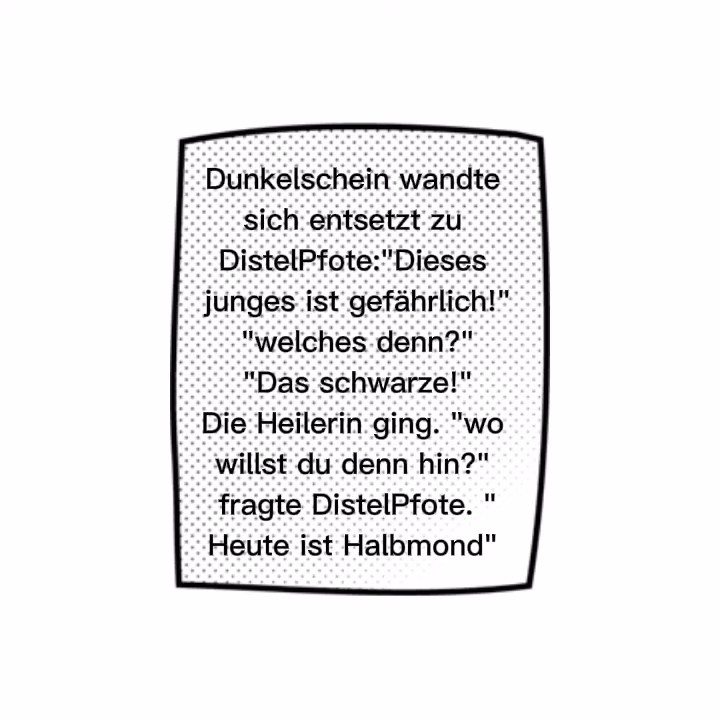 Dunkelschein wandte
sich entsetzt zu
DistelPfote:"Dieses
junges ist gefährlich!"
"welches denn?"
"Das schwarze!"
Die Heilerin ging. "wo
willst du denn hin?"
fragte DistelPfote. "
Heute ist Halbmond"